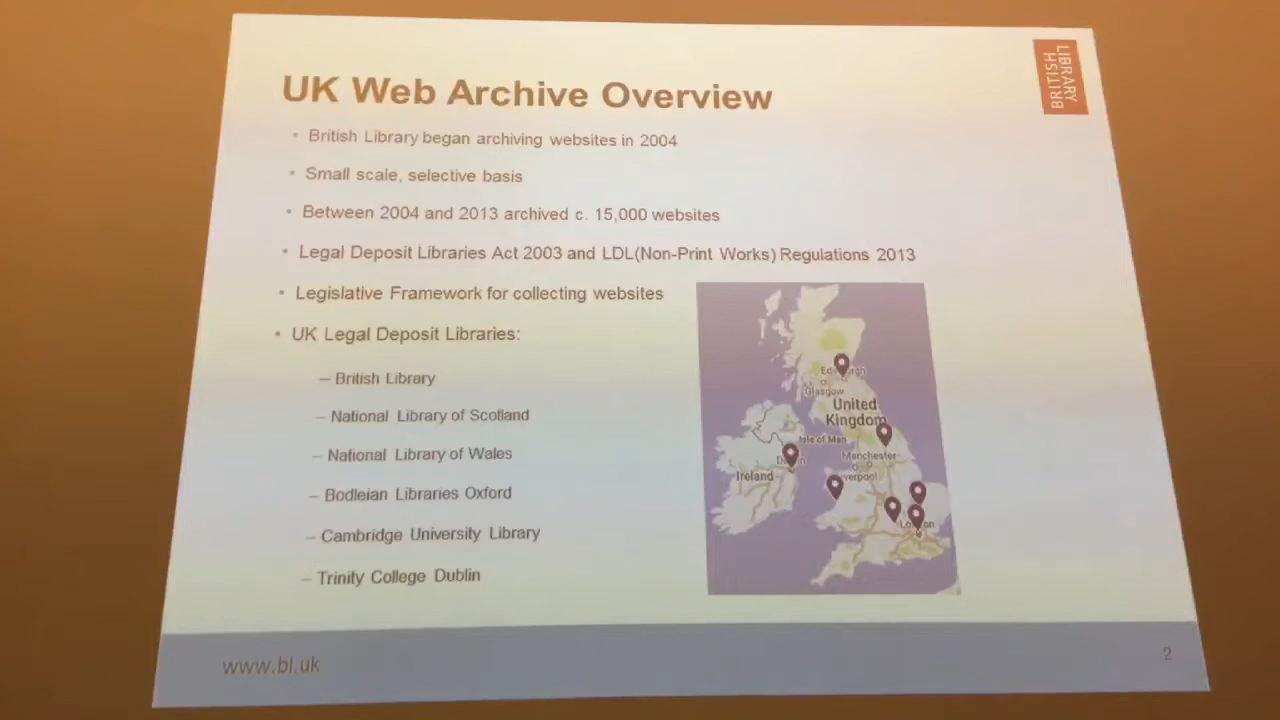 BRITISH
LIBRARY
UK Web Archive Overview
• British Library began archiving websites in 2004
• Small scale, selective basis
• Between 2004 and 2013 archived c. 15,000 websites
• Legal Deposit Libraries Act 2003 and LDL(Non-Print Works) Regulations 2013
• Legislative Framework for collecting websites
• UK Legal Deposit Libraries:
– British Library
– National Library of Scotland
– National Library of Wales
– Bodleian Libraries Oxford
– Cambridge University Library
– Trinity College Dublin
Glasgow
United
Kingdom
Isle of Man
Manchester
Ireland
www.bl.uk
2